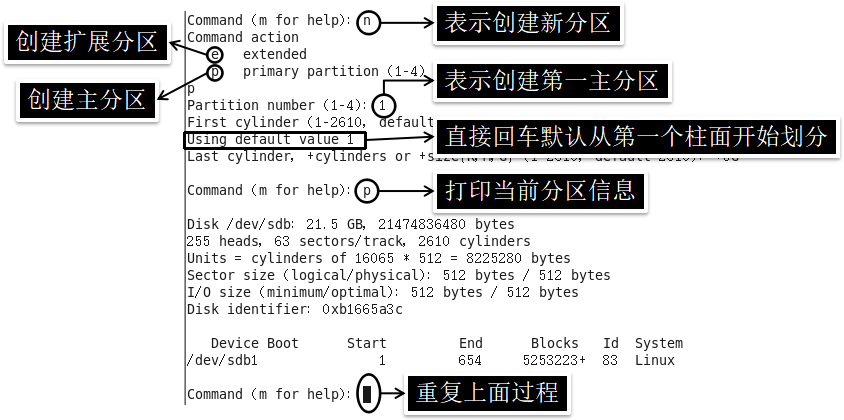 Command (m for help): n
表示创建新分区
Command action
创建扩展分区
e extended
p primary partition (1-4)
创建主分区
表示创建第一主分区
p
Partition number (1-4): 1
First cylinder (1-2610, default
Using default value 1
直接回车默认从第一个柱面开始划分
Last cylinder, +cylinders or +size{K,M,G} (1-2610, default 2610):
Command (m for help): p
打印当前分区信息
Disk /dev/sdb: 21.5 GB, 21474836480 bytes
255 heads, 63 sectors/track, 2610 cylinders
Units = cylinders of 16065 * 512 = 8225280 bytes
Sector size (logical/physical): 512 bytes / 512 bytes
I/O size (minimum/optimal): 512 bytes / 512 bytes
Disk identifier: 0xb1665a3c
Device Boot Start End Blocks Id System
/dev/sdb1 1 654 5253223+ 83 Linux
Command (m for help):
重复上面过程